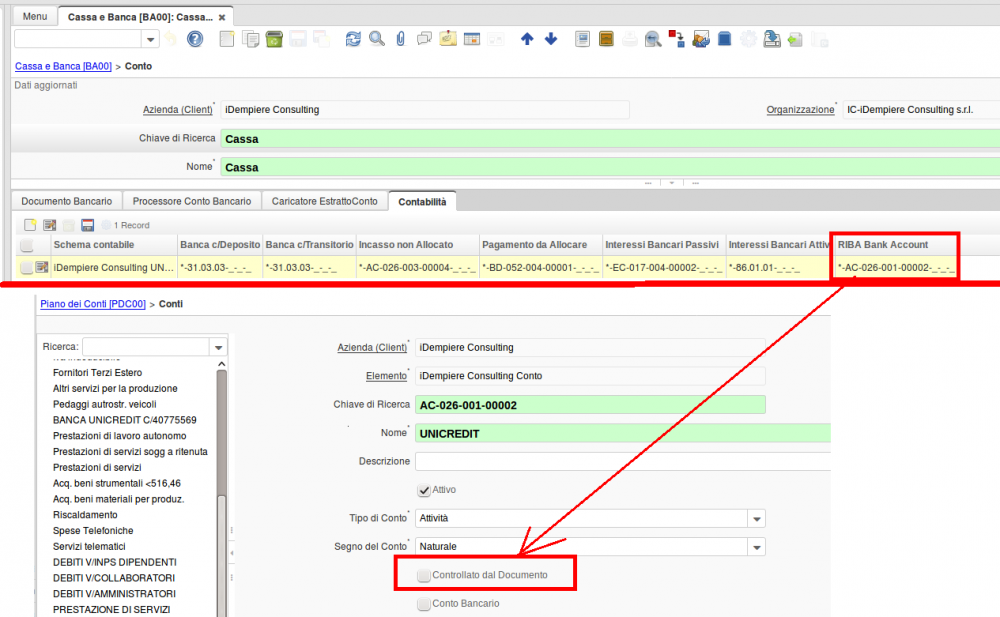 Menu
Cassa e Banca [BA00]: Cassa...
Cassa e Banca [BA00] > Conto
Dati aggiornati
Azienda (Client)* iDempiere Consulting Organizzazione* IC-iDempiere Consulting s.r.l.
Chiave di Ricerca Cassa
Nome* Cassa
Documento Bancario Processore Conto Bancario Caricatore EstrattoConto Contabilità
1 Record
Schema contabile Banca c/Deposito Banca c/Transitorio Incasso non Allocato Pagamento da Allocare Interessi Bancari Passivi Interessi Bancari Attiv RIBA Bank Account
iDempiere Consulting UN... *-31.03.03-_-_-_ *-31.03.03-_-_-_ *-AC-026-003-00004-_-_-_ *-BD-052-004-00001-_-_-_ *-EC-017-004-00002-_-_-_ *-86.01.01-_-_-_ *-AC-026-001-00002-_-_-_
Piano dei Conti [PDC00] > Conti
Ricerca:
Fornitori Terzi Estero
Altri servizi per la produzione
Pedaggi autrostr. veicoli
BANCA UNICREDIT C/40775569
Prestazioni di lavoro autonomo
Prestazioni di servizi sogg a ritenuta
Prestazioni di servizi
Acq. beni strumentali <516,46
Acq. beni materiali per produz.
Riscaldamento
Spese Telefoniche
Servizi telematici
DEBITI V/INPS DIPENDENTI
DEBITI V/COLLABORATORI
DEBITI V/AMMINISTRATORI
PRESTAZIONE DI SERVIZI
Azienda (Client)* iDempiere Consulting
Elemento* iDempiere Consulting Conto
Chiave di Ricerca* AC-026-001-00002
Nome* UNICREDIT
Descrizione
Attivo
Tipo di Conto* Attività
Segno del Conto* Naturale
Controllato dal Documento
Conto Bancario